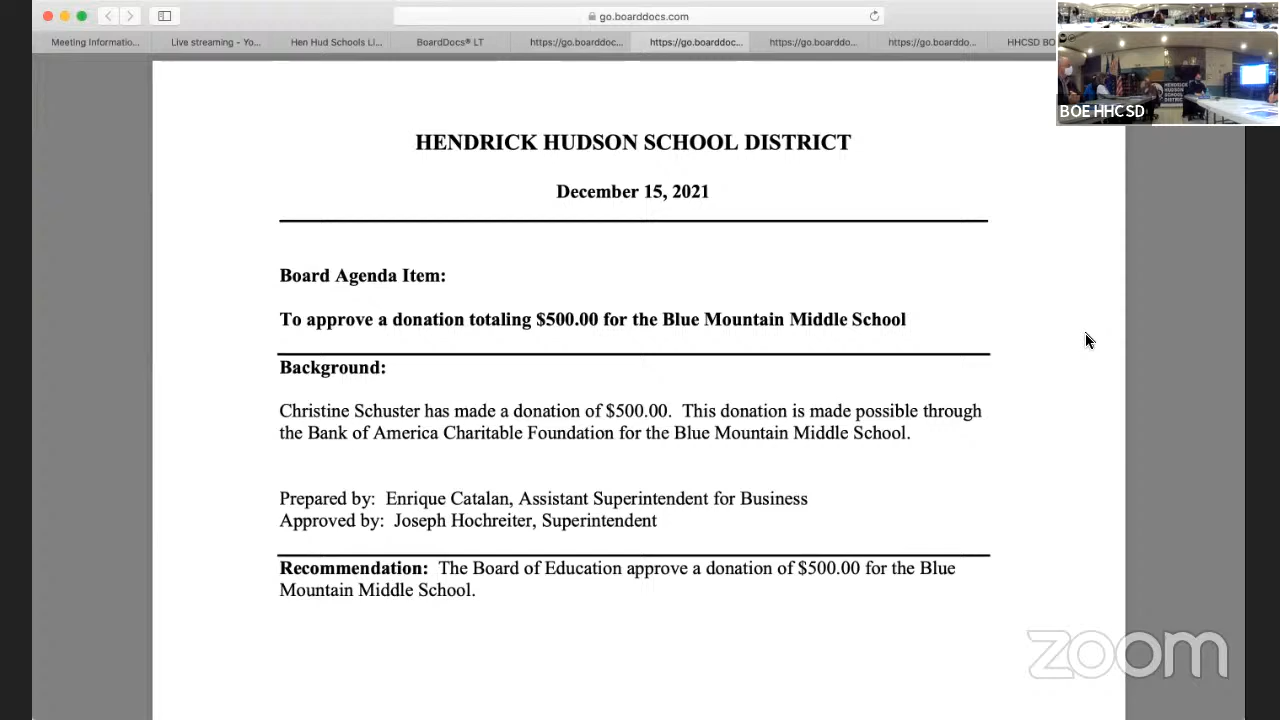 go.boarddocs.com
Meeting Informatio...
Live streaming - Yo...
Hen Hud Schools Li...
BoardDocs® LT
https://go.boarddoc...
https://go.boarddoc...
https://go.boarddo...
https://go.boarddo...
HHCSD BO
HENDRICK HUDSON SCHOOL DISTRICT
BOE HHCSD
HENDRICK HUDSON SCHOOL DISTRICT
December 15, 2021
Board Agenda Item:
To approve a donation totaling $500.00 for the Blue Mountain Middle School
Background:
Christine Schuster has made a donation of $500.00. This donation is made possible through
the Bank of America Charitable Foundation for the Blue Mountain Middle School.
Prepared by: Enrique Catalan, Assistant Superintendent for Business
Approved by: Joseph Hochreiter, Superintendent
Recommendation: The Board of Education approve a donation of $500.00 for the Blue
Mountain Middle School.
zoom